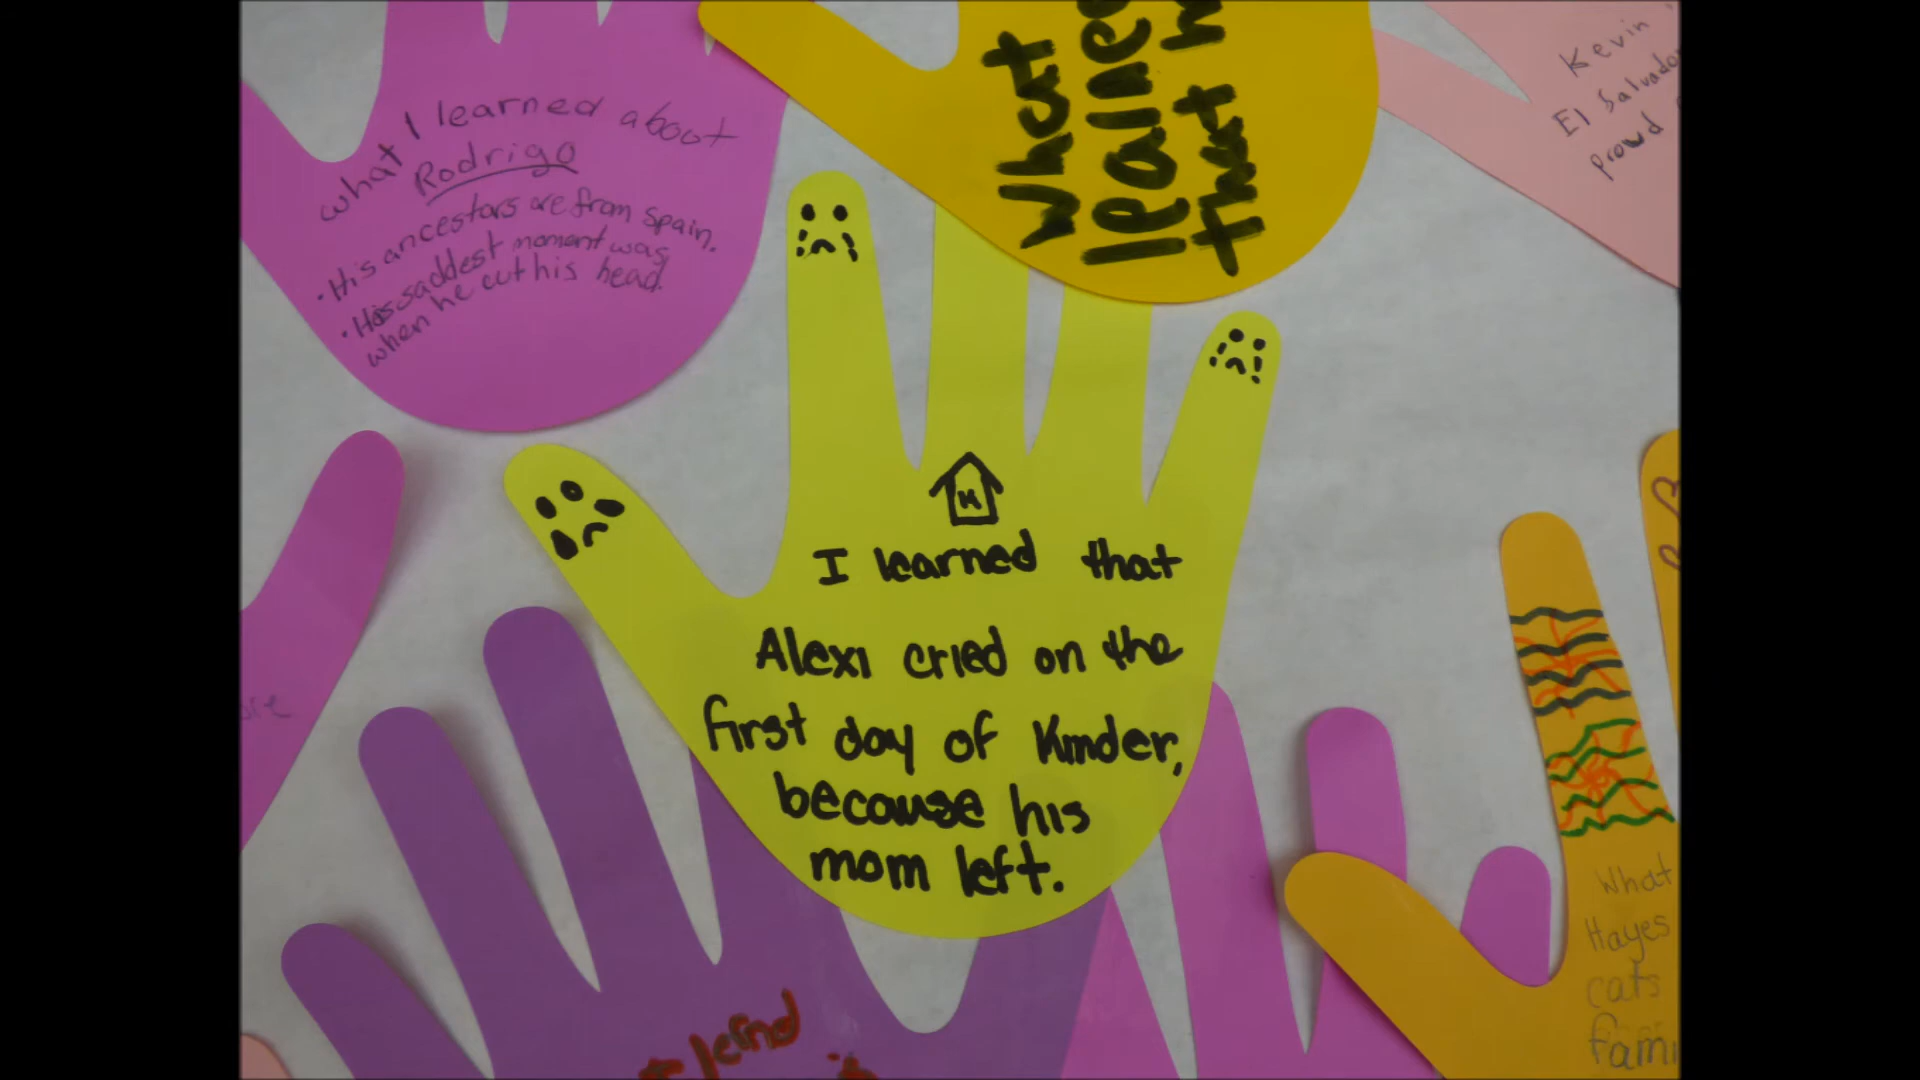 What I learned about
Rodrigo
• His ancestors are from Spain.
• His saddest moment was
when he cut his head.
What
that
Kevin
El Salvador
proud
K
I learned that
Alexi cried on the
first day of Kinder,
because his
mom left.
What
Hayes
cats
fami
lernd